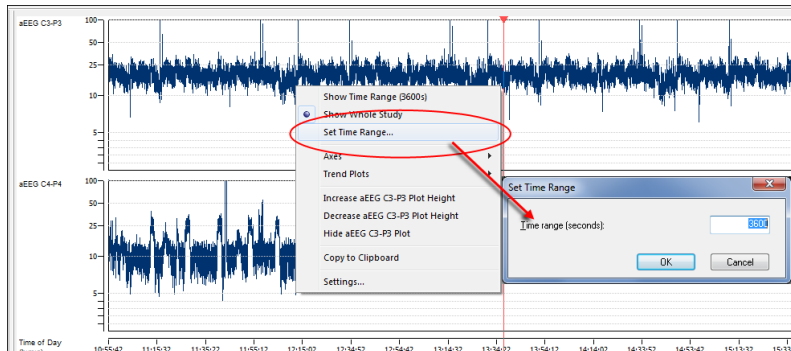 aEEG C3-P3
100
50
25
10
5
Show Time Range (3600s)
Show Whole Study
Set Time Range...
Axes
Trend Plots
Increase aEEG C3-P3 Plot Height
Decrease aEEG C3-P3 Plot Height
Hide aEEG C3-P3 Plot
Copy to Clipboard
Settings...
Set Time Range
Time range (seconds):
3600
OK
Cancel
aEEG C4-P4
100
50
25
10
5
Time of Day
10:55:42 11:15:32 11:35:22 11:55:12 12:15:02 12:34:52 12:54:42 13:14:32 13:34:22 13:54:12 14:14:02 14:33:52 14:53:42 15:13:32 15:33